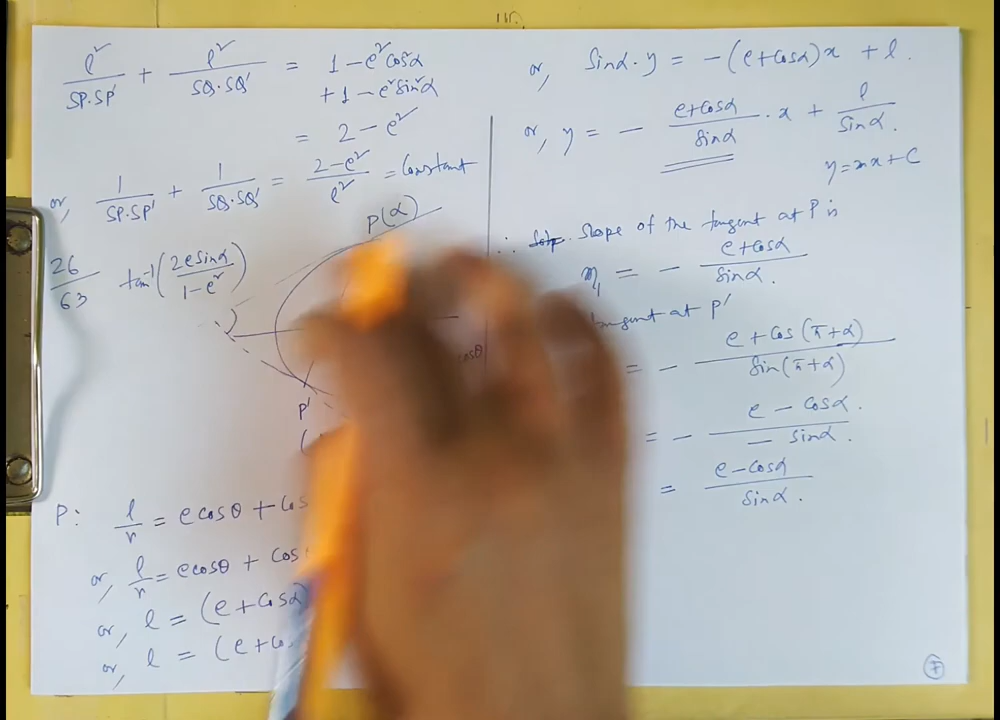 l²/SP.SP' + l²/SQ.SQ' = 1 - e²cos²α
+ 1 - e²sin²α
= 2 - e²
or, 1/SP.SP' + 1/SQ.SQ' = (2 - e²)/l² = Constant
26/63 tan⁻¹(2e sinα/(1 - e²))
P(α)
P'
(
cosθ
P: l/r = e cosθ + Cos
or, l/r = e cosθ + Cos
or, l = (e + Cosα)
or, l = (e + Co
or, Sinα. y = - (e + Cosα) x + l.
or, y = - (e + Cosα)/Sinα . x + l/Sinα.
y = mx + C
∴ Slope of the tangent at P is
m₁ = - (e + Cosα)/Sinα.
tangent at P'
= - (e + Cos(π + α))/Sin(π + α)
= - (e - Cosα.)/(- Sinα.)
= (e - Cosα)/Sinα.
7